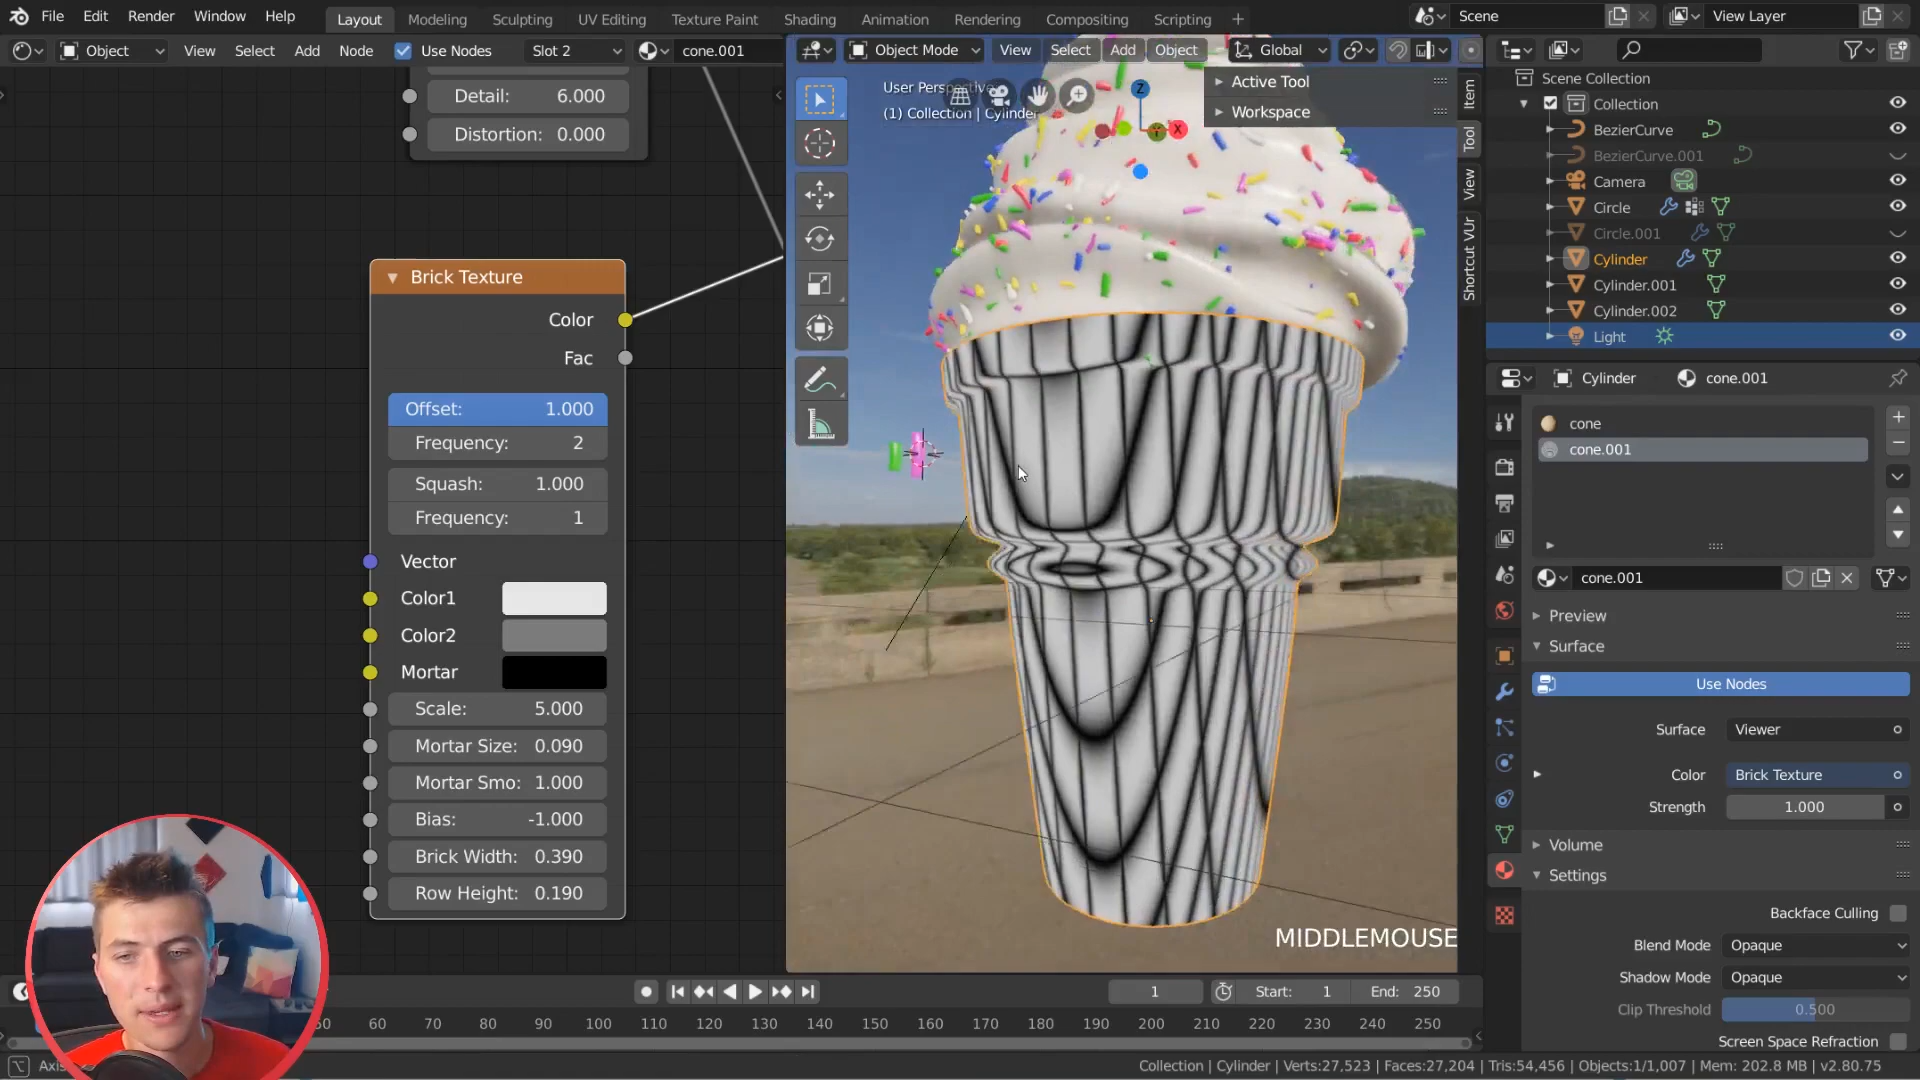 File Edit Render Window Help Layout Modeling Sculpting UV Editing Texture Paint Shading Animation Rendering Compositing Scripting + Scene View Layer
Object View Select Add Object Node Use Nodes Slot 2 cone.001
Object Mode View Select Add Object Global
Detail: 6.000
Distortion: 0.000
Brick Texture
Color
Fac
Offset: 1.000
Frequency: 2
Squash: 1.000
Frequency: 1
Vector
Color1
Color2
Mortar
Scale: 5.000
Mortar Size: 0.090
Mortar Smo: 1.000
Bias: -1.000
Brick Width: 0.390
Row Height: 0.190
User Perspective
(1) Collection | Cylinder
Z
Y
X
Active Tool
Workspace
Item
Tool
View
Shortcut VUr
MIDDLEMOUSE
Scene Collection
Collection
BezierCurve
BezierCurve.001
Camera
Circle
Circle.001
Cylinder
Cylinder.001
Cylinder.002
Light
Cylinder cone.001
cone
cone.001
cone.001
Preview
Surface
Use Nodes
Surface Viewer
Color Brick Texture
Strength 1.000
Volume
Settings
Backface Culling
Blend Mode Opaque
Shadow Mode Opaque
Clip Threshold 0.500
Screen Space Refraction
1 Start: 1 End: 250
50 60 70 80 90 100 110 120 130 140 150 160 170 180 190 200 210 220 230 240 250
Axis
Collection | Cylinder | Verts:27,523 | Faces:27,204 | Tris:54,456 | Objects:1/1,007 | Mem: 202.8 MB | v2.80.75